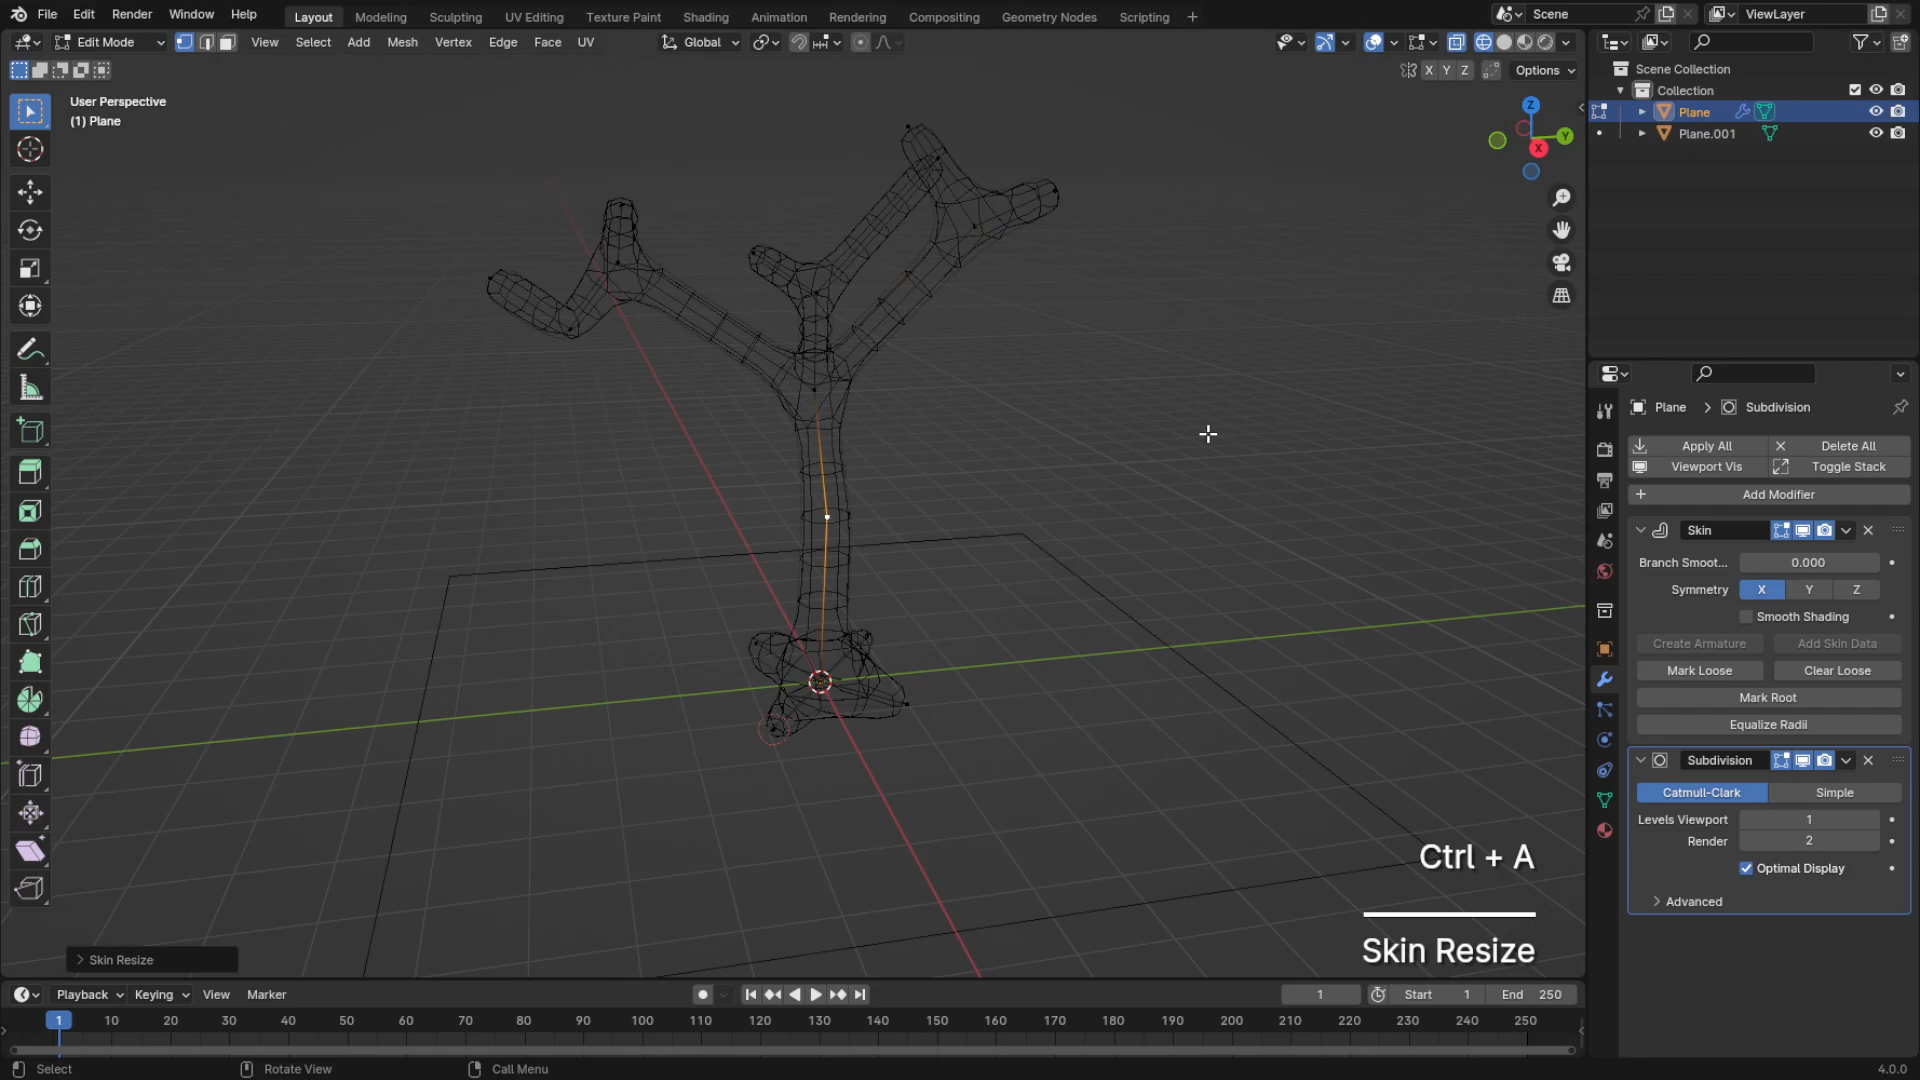 File Edit Render Window Help Layout Modeling Sculpting UV Editing Texture Paint Shading Animation Rendering Compositing Geometry Nodes Scripting + Scene ViewLayer
Edit Mode View Select Add Mesh Vertex Edge Face UV Global
X Y Z Options
User Perspective
(1) Plane
Z
Y
X
Scene Collection
Collection
Plane
Plane.001
Plane > Subdivision
Apply All Delete All
Viewport Vis Toggle Stack
+ Add Modifier
Skin
Branch Smoot... 0.000
Symmetry X Y Z
Smooth Shading
Create Armature Add Skin Data
Mark Loose Clear Loose
Mark Root
Equalize Radii
Subdivision
Catmull-Clark Simple
Levels Viewport 1
Render 2
Optimal Display
> Advanced
Ctrl + A
Skin Resize
> Skin Resize
Playback Keying View Marker 1 Start 1 End 250
1 10 20 30 40 50 60 70 80 90 100 110 120 130 140 150 160 170 180 190 200 210 220 230 240 250
Select Rotate View Call Menu 4.0.0